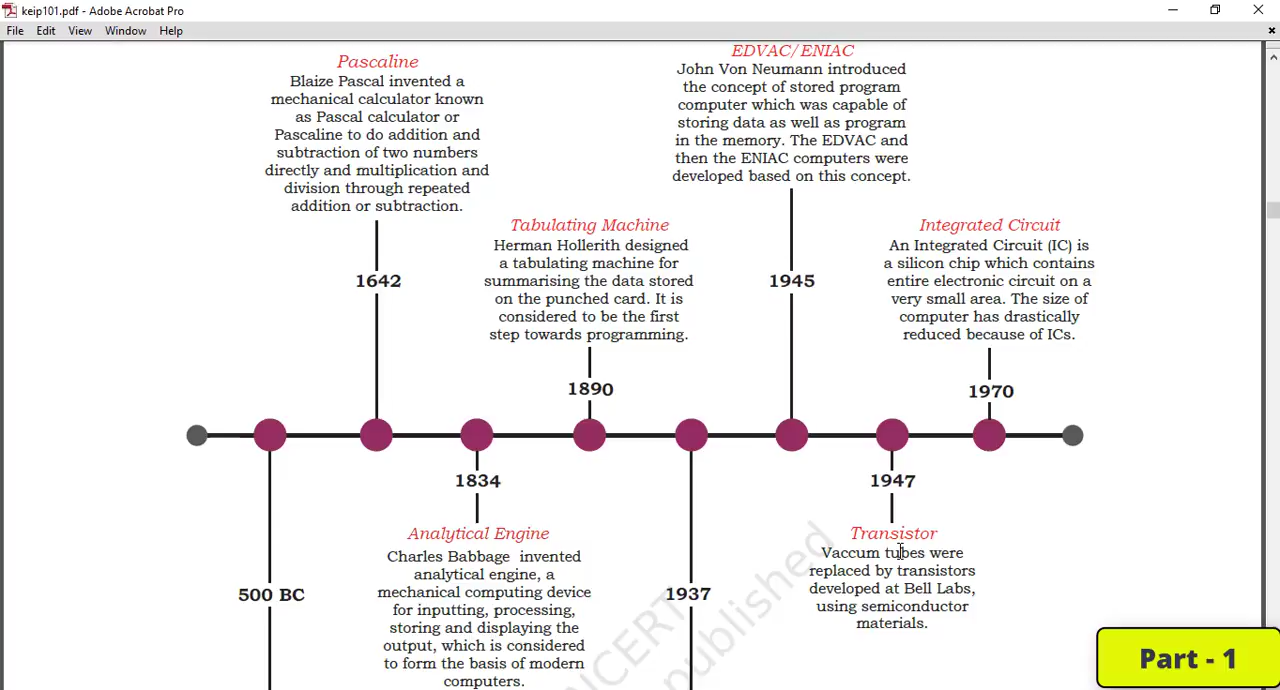 keip101.pdf - Adobe Acrobat Pro
File Edit View Window Help
Pascaline
Blaize Pascal invented a
mechanical calculator known
as Pascal calculator or
Pascaline to do addition and
subtraction of two numbers
directly and multiplication and
division through repeated
addition or subtraction.
1642
EDVAC/ENIAC
John Von Neumann introduced
the concept of stored program
computer which was capable of
storing data as well as program
in the memory. The EDVAC and
then the ENIAC computers were
developed based on this concept.
1945
Tabulating Machine
Herman Hollerith designed
a tabulating machine for
summarising the data stored
on the punched card. It is
considered to be the first
step towards programming.
1890
Integrated Circuit
An Integrated Circuit (IC) is
a silicon chip which contains
entire electronic circuit on a
very small area. The size of
computer has drastically
reduced because of ICs.
1970
500 BC
1834
Analytical Engine
Charles Babbage invented
analytical engine, a
mechanical computing device
for inputting, processing,
storing and displaying the
output, which is considered
to form the basis of modern
computers.
1937
1947
Transistor
Vaccum tubes were
replaced by transistors
developed at Bell Labs,
using semiconductor
materials.
NCERT
published
Part - 1